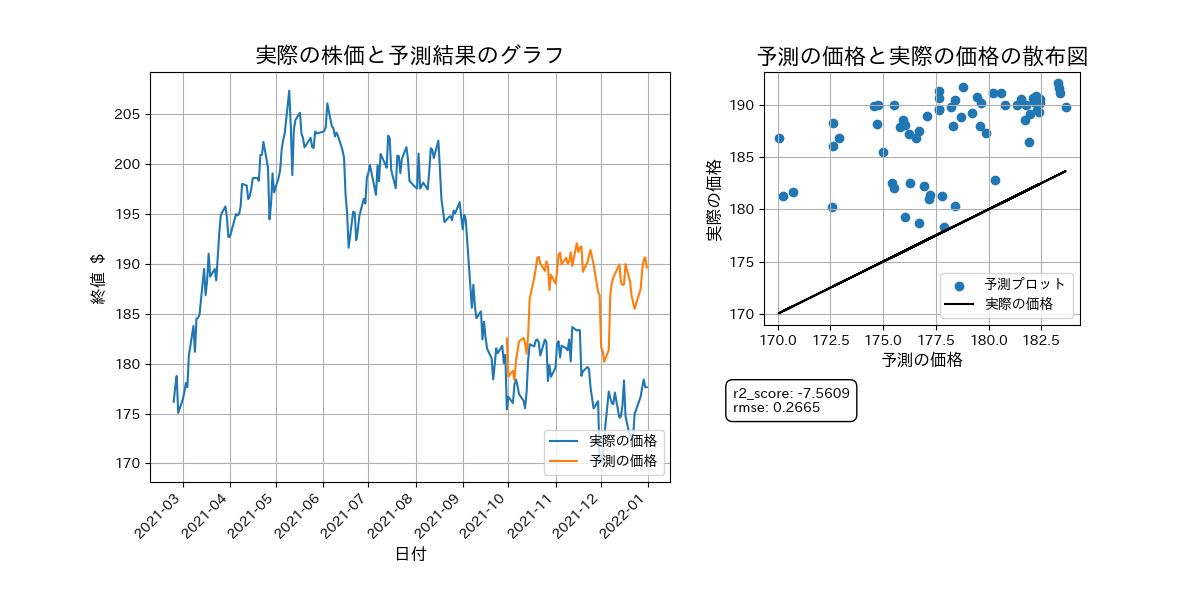 実際の株価と予測結果のグラフ
終値 $
205
200
195
190
185
180
175
170
2021-03
2021-04
2021-05
2021-06
2021-07
2021-08
2021-09
2021-10
2021-11
2021-12
2022-01
日付
実際の価格
予測の価格
予測の価格と実際の価格の散布図
実際の価格
190
185
180
175
170
170.0
172.5
175.0
177.5
180.0
182.5
予測の価格
予測プロット
実際の価格
r2_score: -7.5609
rmse: 0.2665